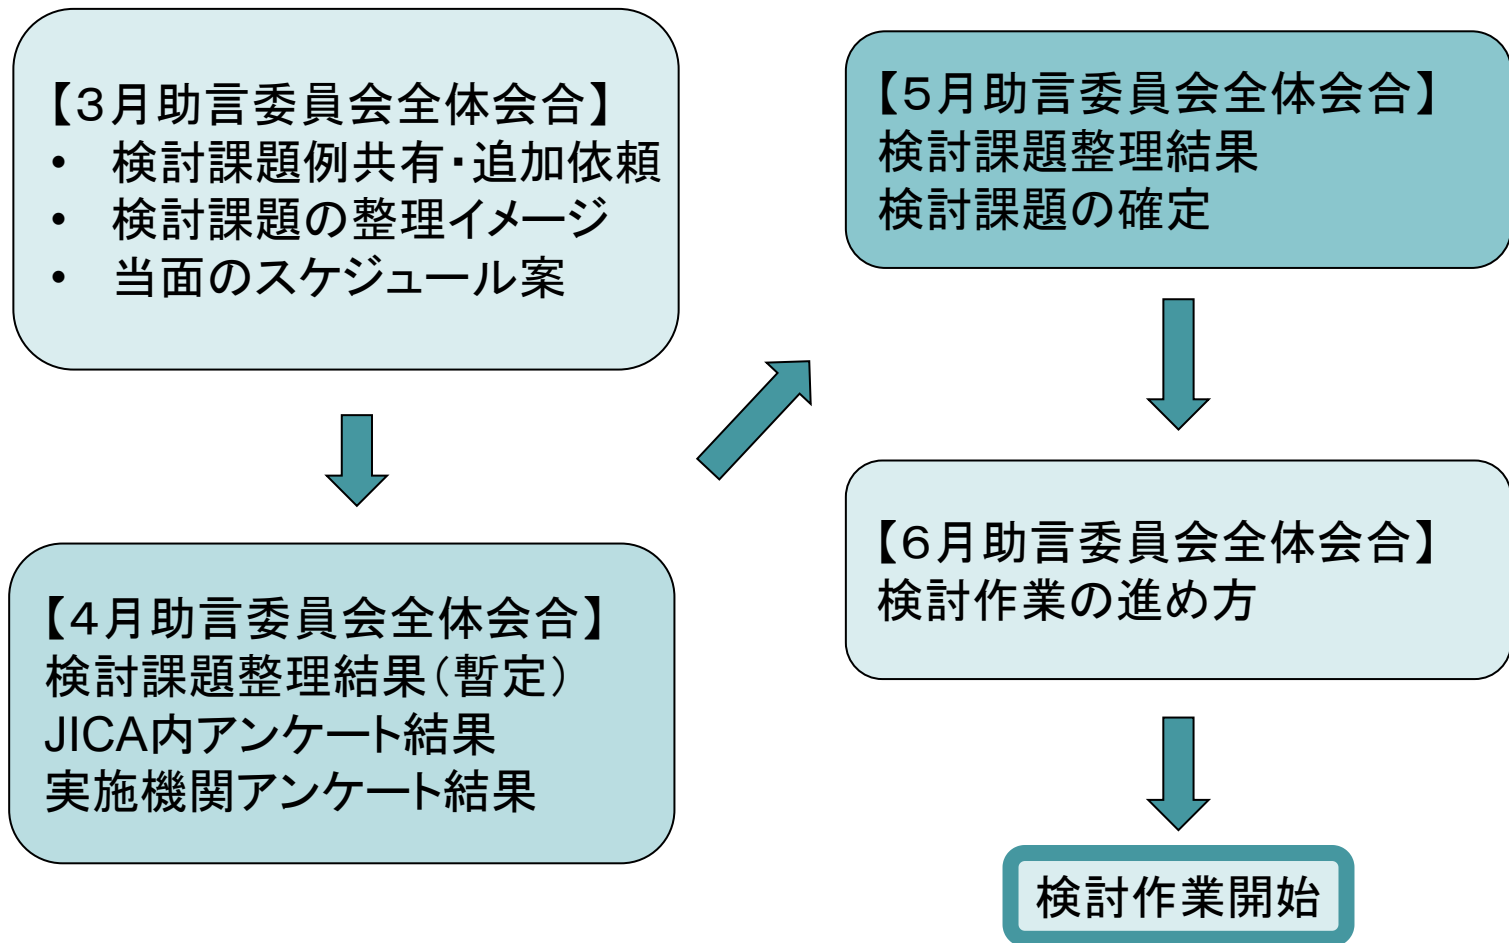 【３月助言委員会全体会合】
• 検討課題例共有・追加依頼
• 検討課題の整理イメージ
• 当面のスケジュール案
【４月助言委員会全体会合】
検討課題整理結果（暫定）
JICA内アンケート結果
実施機関アンケート結果
【５月助言委員会全体会合】
検討課題整理結果
検討課題の確定
【６月助言委員会全体会合】
検討作業の進め方
検討作業開始